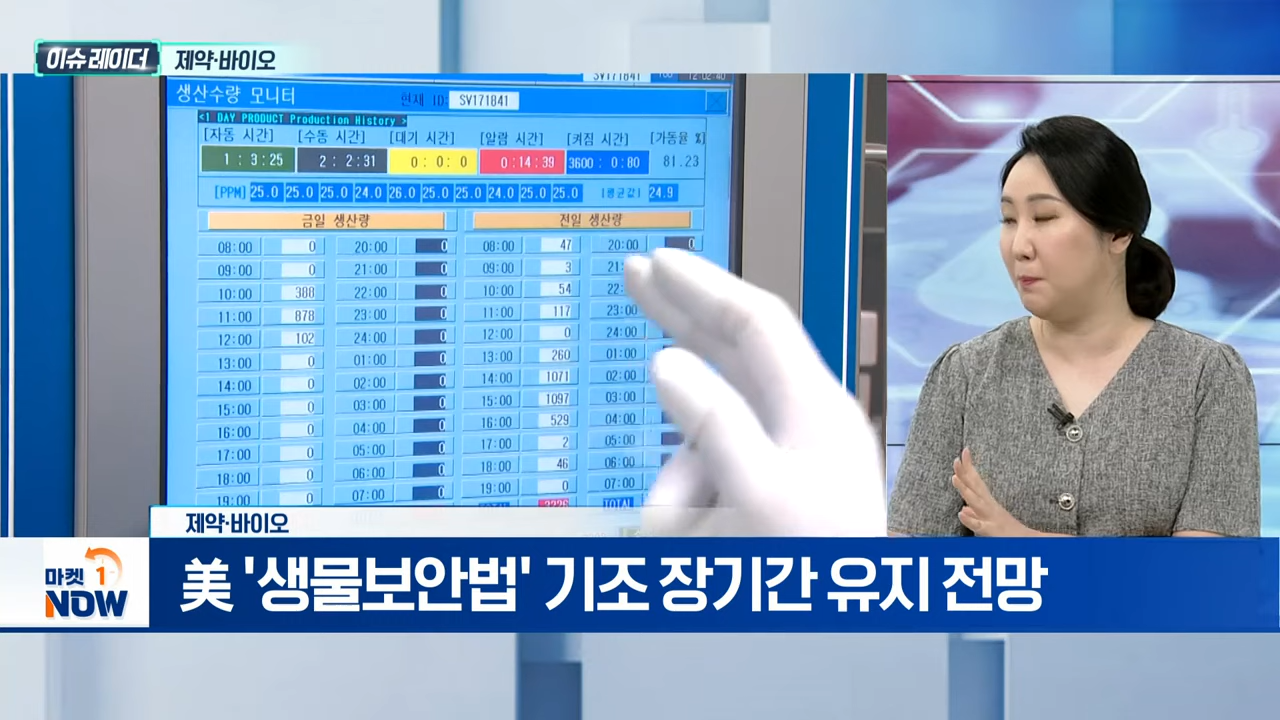 이슈레이더 제약·바이오
SV171841 12:02:40
생산수량 모니터 현재 ID: SV171841
<1 DAY PRODUCT Production History >
[자동 시간] [수동 시간] [대기 시간] [알람 시간] [켜짐 시간] [가동율 %]
1 : 3:25 2 : 2:31 0 : 0: 0 0:14:39 3600 : 0:80 81.23
[PPM] 25.0 25.0 25.0 24.0 26.0 25.0 25.0 24.0 25.0 25.0 [평균값] 24.9
금일 생산량 전일 생산량
08:00 0 20:00 0 08:00 47 20:00 0
09:00 0 21:00 0 09:00 3
10:00 388 22:00 0 10:00 54
11:00 878 23:00 0 11:00 117 23:00
12:00 102 24:00 0 12:00 0 24:00
13:00 0 01:00 0 13:00 260 01:00
14:00 0 02:00 0 14:00 1071 02:00
15:00 0 03:00 0 15:00 1097 03:00
16:00 0 04:00 0 16:00 529 04:00
17:00 0 05:00 0 17:00 2 05:00
18:00 0 06:00 0 18:00 46 06:00
19:00 0 07:00 0 19:00 0 07:00
TOTAL
제약·바이오
마켓 1
NOW
美 '생물보안법' 기조 장기간 유지 전망